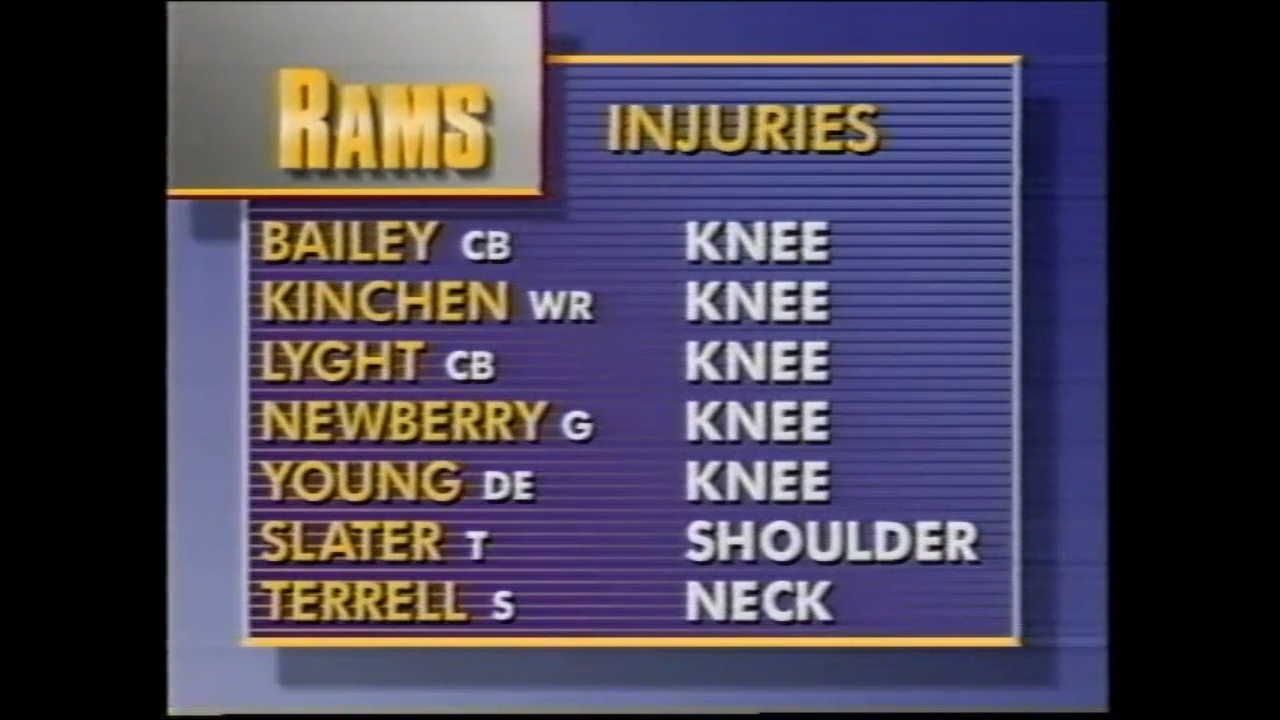 RAMS
INJURIES
BAILEY CB KNEE
KINCHEN WR KNEE
LYGHT CB KNEE
NEWBERRY G KNEE
YOUNG DE KNEE
SLATER T SHOULDER
TERRELL S NECK